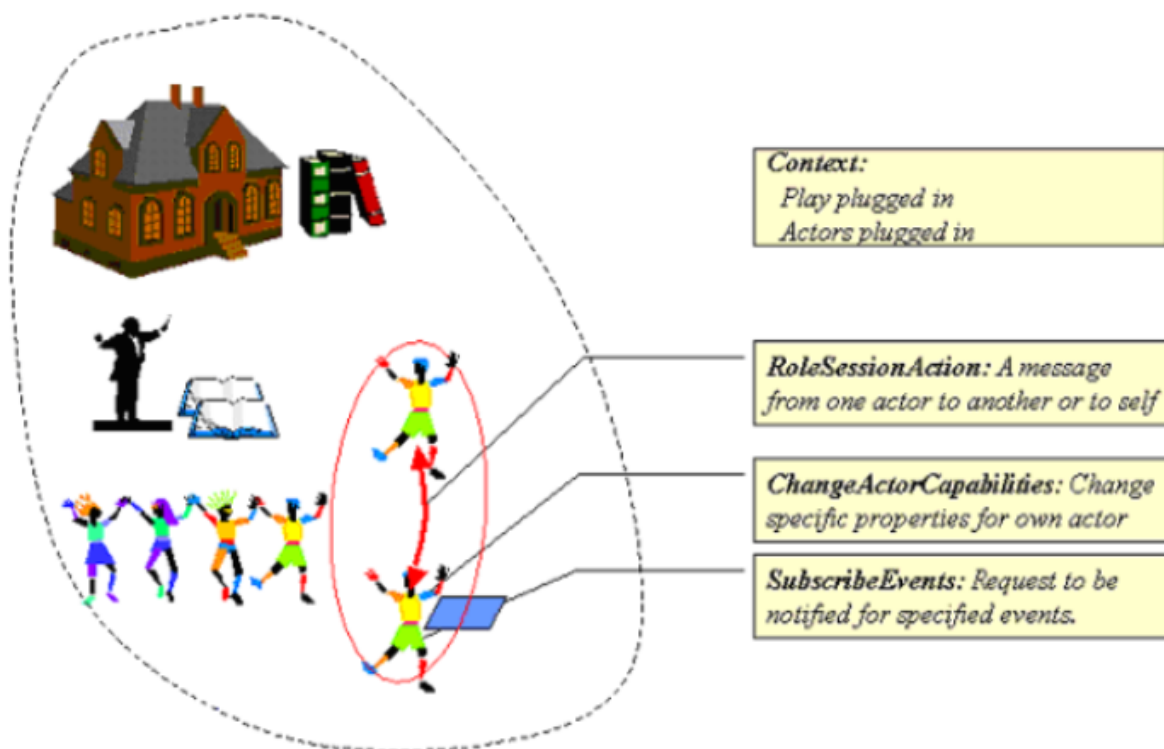 Context:
Play plugged in
Actors plugged in
RoleSessionAction: A message
from one actor to another or to self
ChangeActorCapabilities: Change
specific properties for own actor
SubscribeEvents: Request to be
notified for specified events.